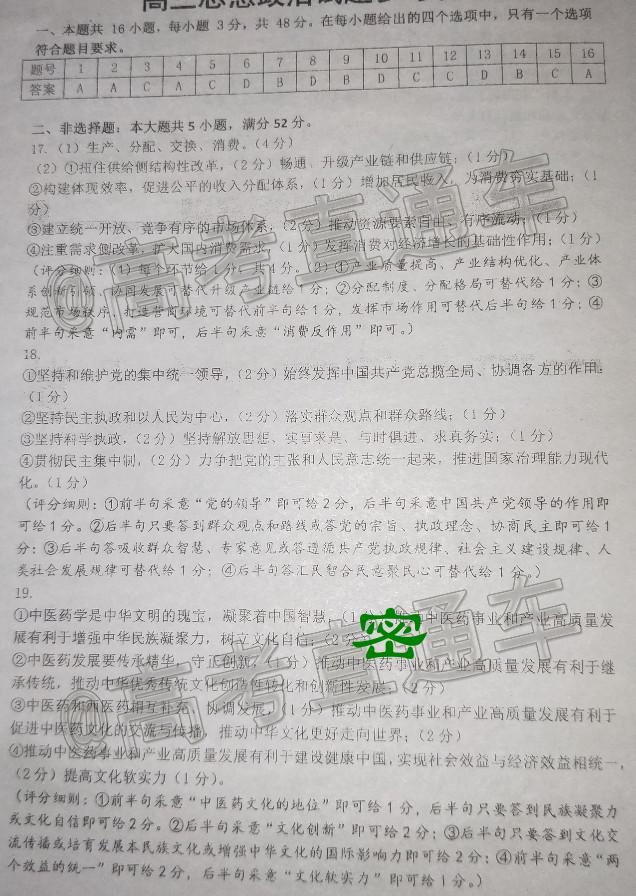 高三思想政治试题
一、本题共 16 小题，每小题 3 分，共 48 分。在每小题给出的四个选项中，只有一个选项
符合题目要求。
题号 1 2 3 4 5 6 7 8 9 10 11 12 13 14 15 16
答案 A A C A C D B D B D C C D B C A
二、非选择题：本大题共 5 小题，满分 52 分。
17.（1）生产、分配、交换、消费。（4 分）
（2）①扭住供给侧结构性改革，（2 分）畅通、升级产业链和供应链；（1 分）
②构建体现效率，促进公平的收入分配体系，（1 分）增加居民收入，为消费夯实基础；（1
分）
③建立统一开放、竞争有序的市场体系，（2 分）推动资源要素自由、有序流动；（1 分）
④注重需求侧改革，扩大国内消费需求，（1 分）发挥消费对经济增长的基础性作用；（1 分）
（评分细则：（1）每个环节给 1 分，共 4 分。（2）①产业质量提高、产业结构优化、产业体
系创新引领、协同发展可替代升级产业链给 1 分；②分配制度、分配格局可替代给 1 分；③
规范市场秩序、打造营商环境可替代前半句给 1 分，发挥市场作用可替代后半句给 1 分；④
前半句采意“内需”即可，后半句采意“消费反作用”即可。）
18.
①坚持和维护党的集中统一领导，（2 分）始终发挥中国共产党总揽全局、协调各方的作用；
（1 分）
②坚持民主执政和以人民为中心，（2 分）落实群众观点和群众路线；（1 分）
③坚持科学执政，（2 分）坚持解放思想、实事求是、与时俱进、求真务实；（1 分）
④贯彻民主集中制，（2 分）力争把党的主张和人民意志统一起来，推进国家治理能力现代
化。（1 分）
（评分细则：①前半句采意“党的领导”即可给 2 分，后半句采意中国共产党领导的作用即
可给 1 分。②后半句只要答到群众观点和路线或答党的宗旨、执政理念、协商民主即可给 1
分；③后半句答吸收群众智慧、专家意见或答遵循共产党执政规律、社会主义建设规律、人
类社会发展规律可替代给 1 分；④后半句答汇民智合民意聚民心可替代给 1 分。）
19.
①中医药学是中华文明的瑰宝，凝聚着中国智慧，（1 分）推动中医药事业和产业高质量发
展有利于增强中华民族凝聚力，树立文化自信；（2 分）
密
②中医药发展要传承精华，守正创新，（1 分）推动中医药事业和产业高质量发展有利于继
承传统，推动中华优秀传统文化创造性转化和创新性发展；（2 分）
③中医药和西医药相互补充、协调发展，（1 分）推动中医药事业和产业高质量发展有利于
促进中医药文化的交流与传播，推动中华文化更好走向世界；（2 分）
④推动中医药事业和产业高质量发展有利于建设健康中国，实现社会效益与经济效益相统一，
（2 分）提高文化软实力（1 分）。
（评分细则：①前半句采意“中医药文化的地位”即可给 1 分，后半句只要答到民族凝聚力
或文化自信即可给 2 分。②后半句采意“文化创新”即可给 2 分；③后半句只要答到文化交
流传播或培育发展本民族文化或增强中华文化的国际影响力即可给 2 分；④前半句采意“两
个效益的统一”即可给 2 分，后半句采意“文化软实力”即可给 1 分。）
@高考直通车
@高考直通车